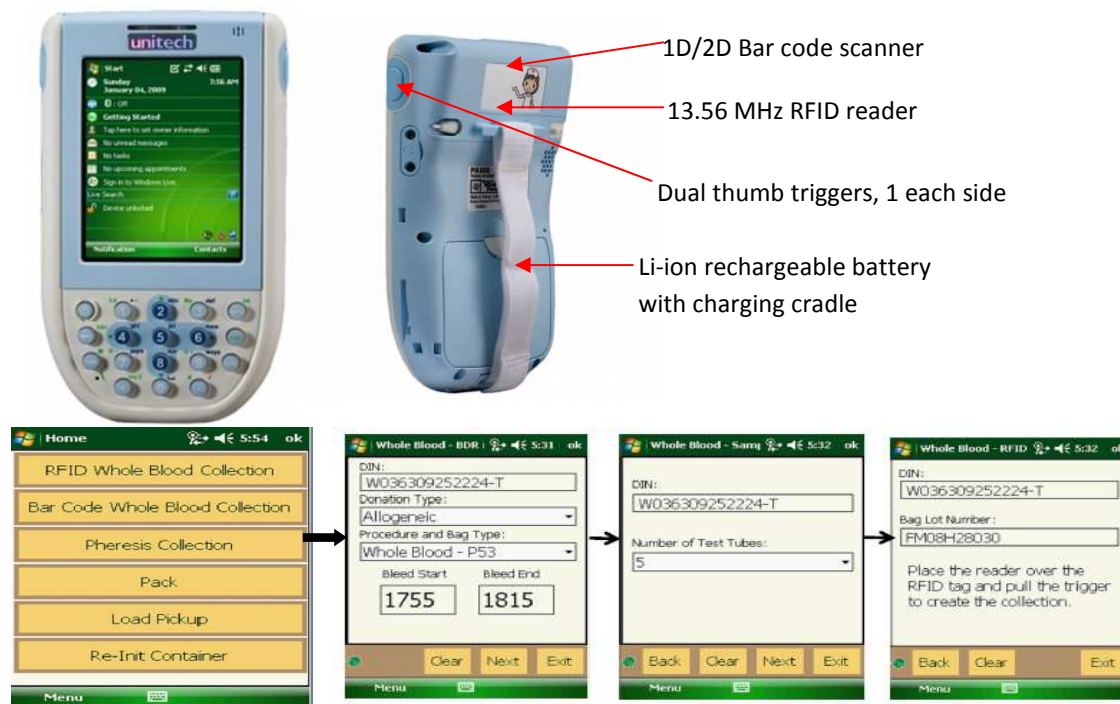 unitech
Start
Sunday
January 04, 2009
7:56 AM
: Off
Getting Started
Tap here to set owner information
No unread messages
No tasks
No upcoming appointments
Sign in to Windows Live
Live Search
Device unlocked
Notification
Contacts
1D/2D Bar code scanner
13.56 MHz RFID reader
Dual thumb triggers, 1 each side
Li-ion rechargeable battery
with charging cradle
Home 5:54 ok
RFID Whole Blood Collection
Bar Code Whole Blood Collection
Pheresis Collection
Pack
Load Pickup
Re-Init Container
Menu
Whole Blood - BDR 5:31 ok
DIN:
W036309252224-T
Donation Type:
Allogeneic
Procedure and Bag Type:
Whole Blood - P53
Bleed Start Bleed End
1755 1815
Clear Next Exit
Menu
Whole Blood - Samp 5:32 ok
DIN:
W036309252224-T
Number of Test Tubes:
5
Back Clear Next Exit
Menu
Whole Blood - RFID 5:32 ok
DIN:
W036309252224-T
Bag Lot Number:
FM08H28030
Place the reader over the
RFID tag and pull the trigger
to create the collection.
Back Clear Exit
Menu